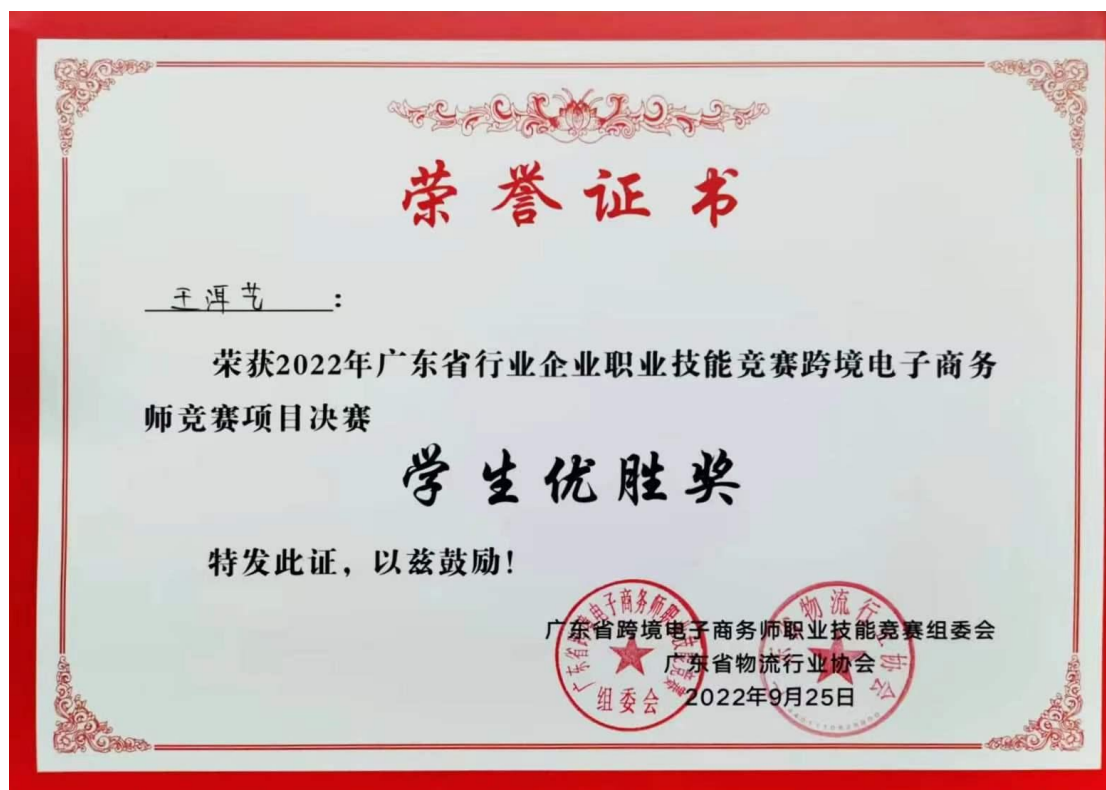 荣誉证书
王洱艺:
荣获2022年广东省行业企业职业技能竞赛跨境电子商务
师竞赛项目决赛
学生优胜奖
特发此证，以兹鼓励!
广东省跨境电子商务师职业技能竞赛组委会
广东省物流行业协会
2022年9月25日
组委会